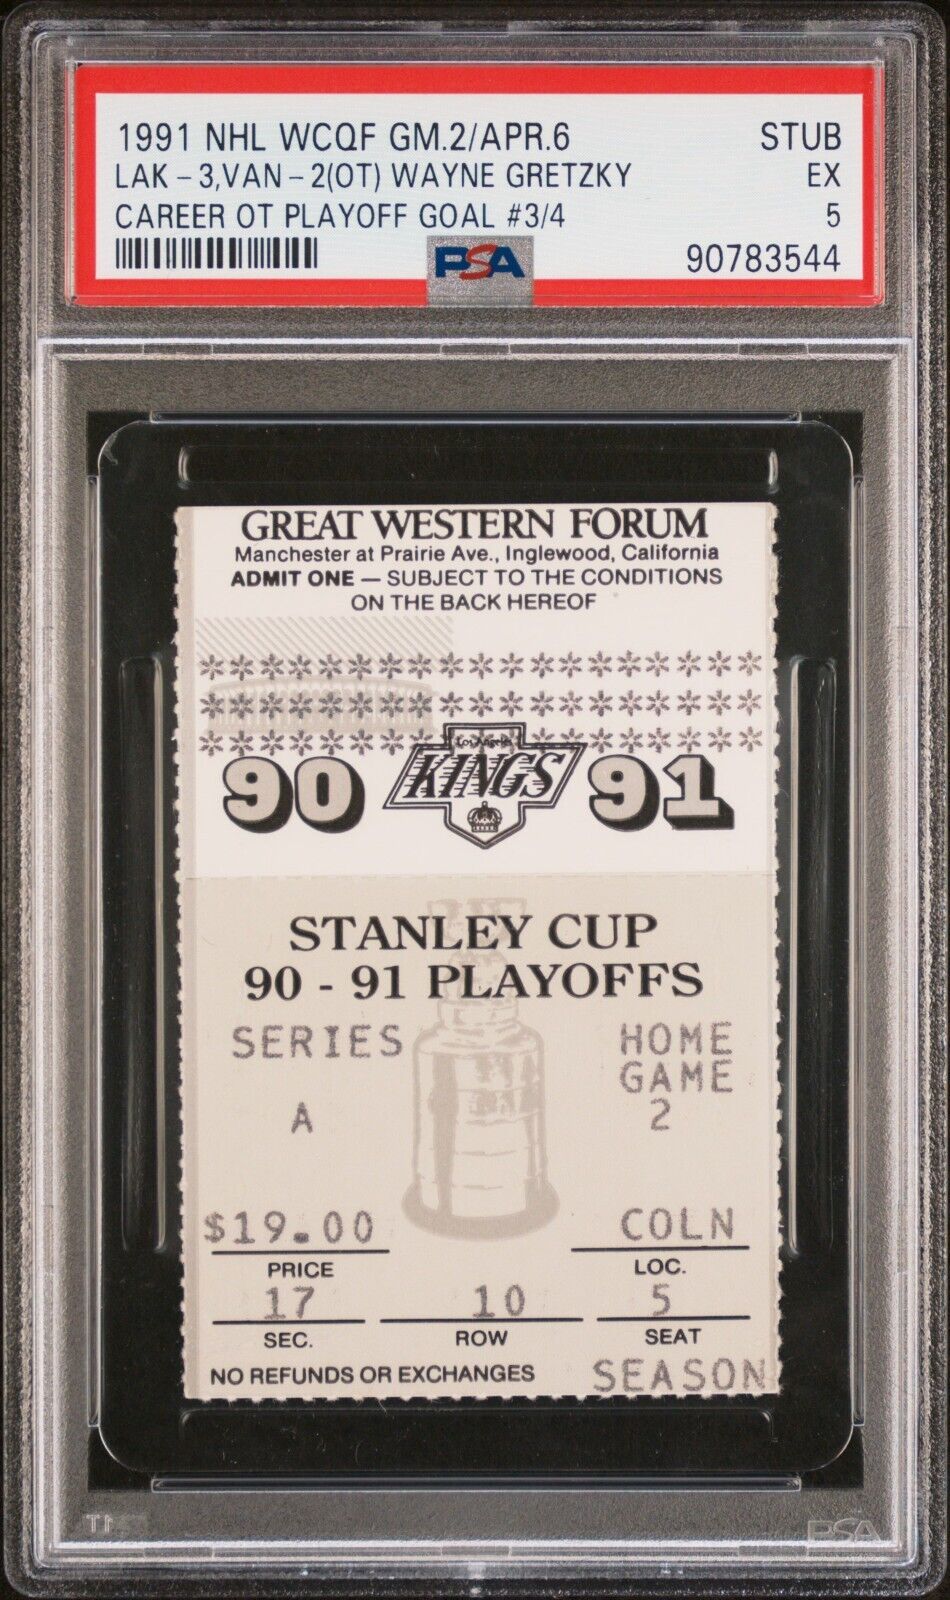 1991 NHL WCQF GM.2/APR.6 STUB
LAK-3,VAN-2(OT) WAYNE GRETZKY EX
CAREER OT PLAYOFF GOAL #3/4 5
PSA 90783544
GREAT WESTERN FORUM
Manchester at Prairie Ave., Inglewood, California
ADMIT ONE — SUBJECT TO THE CONDITIONS
ON THE BACK HEREOF
Los Angeles
90 KINGS 91
STANLEY CUP
90 - 91 PLAYOFFS
SERIES HOME
GAME
A 2
$19.00 COLN
PRICE LOC.
17 10 5
SEC. ROW SEAT
NO REFUNDS OR EXCHANGES SEASON
PSA